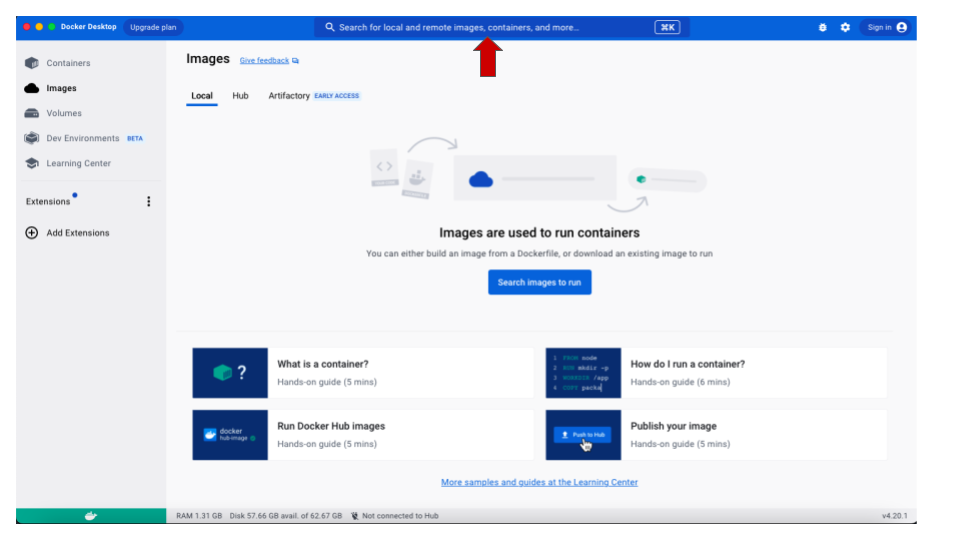 Docker Desktop Upgrade plan Search for local and remote images, containers, and more... ⌘K Sign in
Containers
Images
Volumes
Dev Environments BETA
Learning Center
Extensions
Add Extensions
Images Give feedback
Local Hub Artifactory EARLY ACCESS
Images are used to run containers
You can either build an image from a Dockerfile, or download an existing image to run
Search images to run
?
What is a container?
Hands-on guide (5 mins)
1 FROM node
2 RUN mkdir -p
3 WORKDIR /app
4 COPY packa
How do I run a container?
Hands-on guide (6 mins)
docker
hub-image
Run Docker Hub images
Hands-on guide (5 mins)
Push to Hub
Publish your image
Hands-on guide (5 mins)
More samples and guides at the Learning Center
RAM 1.31 GB Disk 57.66 GB avail. of 62.67 GB Not connected to Hub v4.20.1